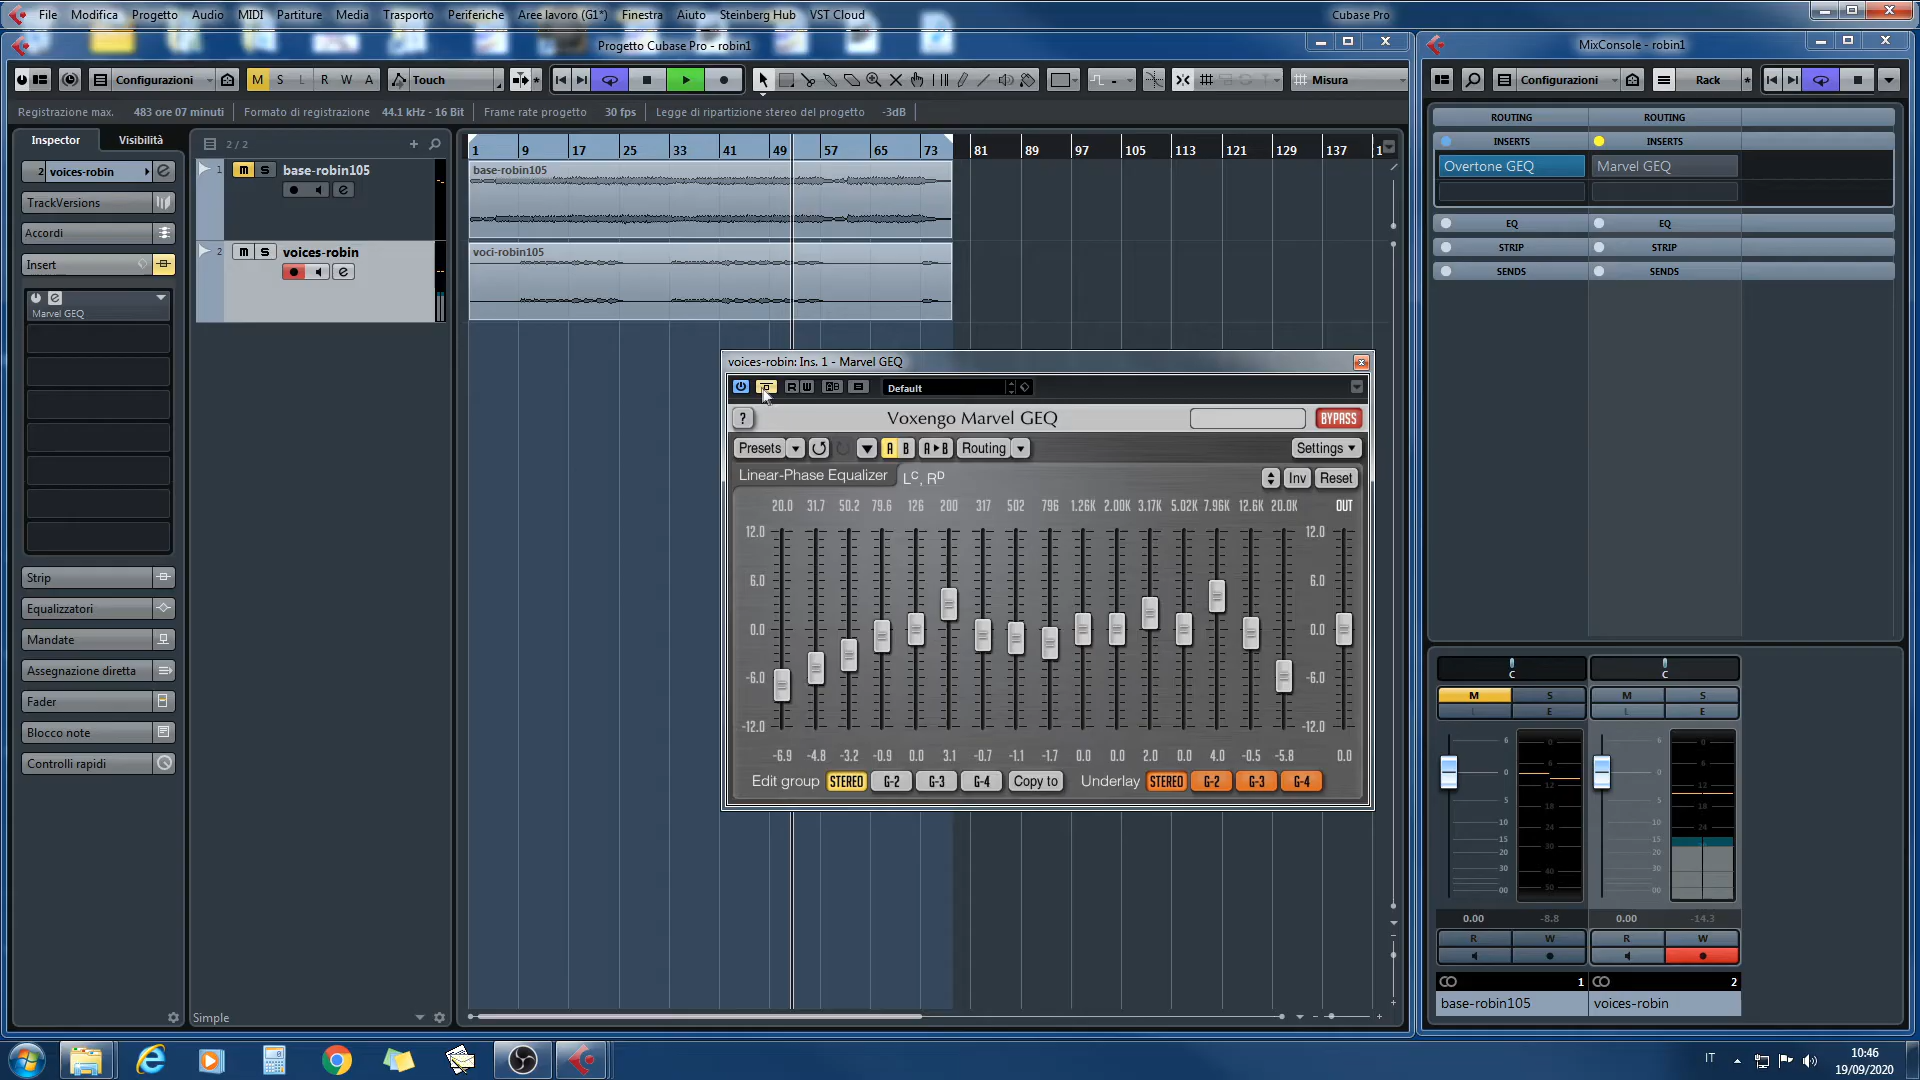 File Modifica Progetto Audio MIDI Partiture Media Trasporto Periferiche Aree lavoro (G1*) Finestra Aiuto Steinberg Hub VST Cloud Cubase Pro
Progetto Cubase Pro - robin1
MixConsole - robin1
Configurazioni M S L R W A Touch Misura
Configurazioni Rack
Registrazione max. 483 ore 07 minuti Formato di registrazione 44.1 kHz - 16 Bit Frame rate progetto 30 fps Legge di ripartizione stereo del progetto -3dB
Inspector Visibilità
2 / 2
1 9 17 25 33 41 49 57 65 73 81 89 97 105 113 121 129 137
2 voices-robin
TrackVersions
Accordi
Insert
Marvel GEQ
Strip
Equalizzatori
Mandate
Assegnazione diretta
Fader
Blocco note
Controlli rapidi
1 m S base-robin105
2 m S voices-robin
Simple
base-robin105
voci-robin105
voices-robin: Ins. 1 - Marvel GEQ
R W Default
? Voxengo Marvel GEQ BYPASS
Presets A B A B Routing Settings
Linear-Phase Equalizer Lᶜ, Rᴰ Inv Reset
20.0 31.7 50.2 79.6 126 200 317 502 796 1.26K 2.00K 3.17K 5.02K 7.96K 12.6K 20.0K OUT
12.0 12.0
6.0 6.0
0.0 0.0
-6.0 -6.0
-12.0 -12.0
-6.9 -4.8 -3.2 -0.9 0.0 3.1 -0.7 -1.1 -1.7 0.0 0.0 2.0 0.0 4.0 -0.5 -5.8 0.0
Edit group STEREO G-2 G-3 G-4 Copy to Underlay STEREO G-2 G-3 G-4
ROUTING ROUTING
INSERTS INSERTS
Overtone GEQ Marvel GEQ
EQ EQ
STRIP STRIP
SENDS SENDS
C C
M S M S
L E L E
0.00 -8.8 0.00 -14.3
R W R W
1 2
base-robin105 voices-robin
IT
10:46
19/09/2020